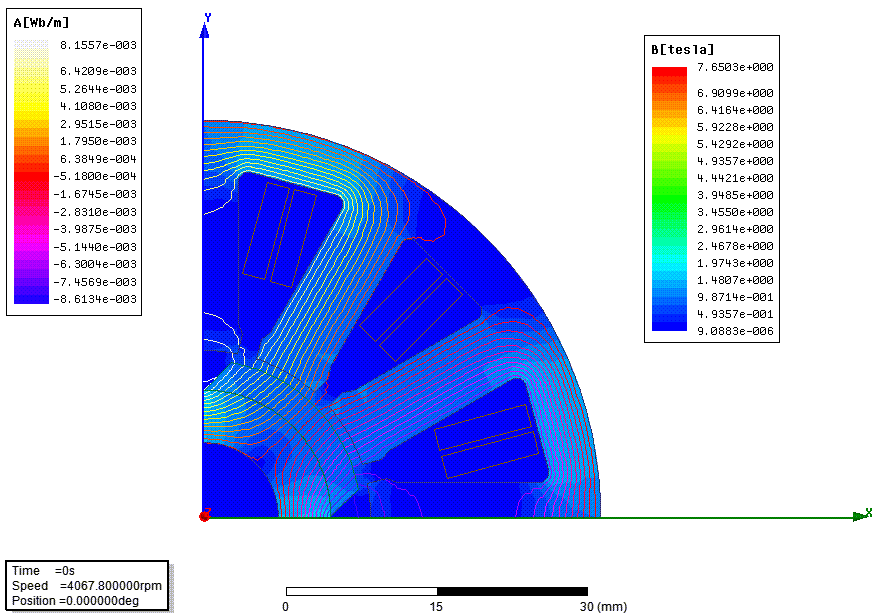 A[Wb/m]
8.1557e-003
6.4209e-003
5.2644e-003
4.1080e-003
2.9515e-003
1.7950e-003
6.3849e-004
-5.1800e-004
-1.6745e-003
-2.8310e-003
-3.9875e-003
-5.1440e-003
-6.3004e-003
-7.4569e-003
-8.6134e-003
Y
B[tesla]
7.6503e+000
6.9099e+000
6.4164e+000
5.9228e+000
5.4292e+000
4.9357e+000
4.4421e+000
3.9485e+000
3.4550e+000
2.9614e+000
2.4678e+000
1.9743e+000
1.4807e+000
9.8714e-001
4.9357e-001
9.0883e-006
Z
X
Time =0s
Speed =4067.800000rpm
Position =0.000000deg
0 15 30 (mm)